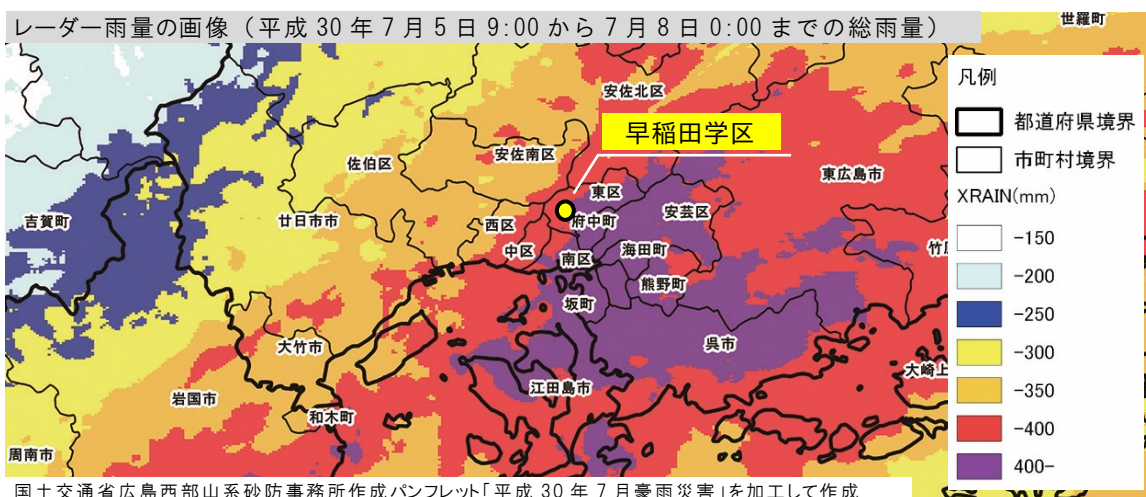 レーダー雨量の画像（平成30年7月5日9:00から7月8日0:00までの総雨量）
世羅町
凡例
都道府県境界
市町村境界
XRAIN(mm)
-150
-200
-250
-300
-350
-400
400-
安佐北区
早稲田学区
安佐南区
佐伯区
東区
東広島市
吉賀町
廿日市市
西区
府中町
安芸区
中区
海田町
南区
熊野町
坂町
呉市
大竹市
江田島市
大崎上
岩国市
和木町
周南市
国土交通省広島西部山系砂防事務所作成パンフレット「平成30年7月豪雨災害」を加工して作成